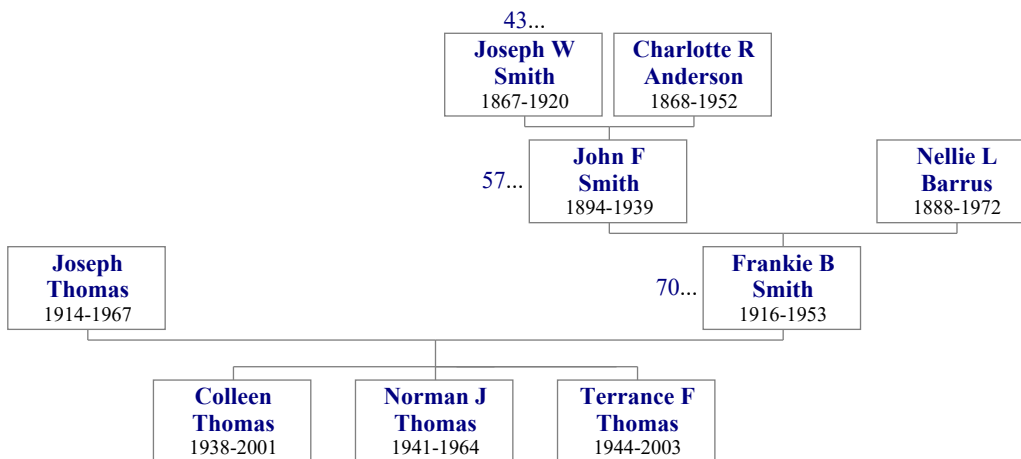 43...
Joseph W
Smith
1867-1920
Charlotte R
Anderson
1868-1952
57...
John F
Smith
1894-1939
Nellie L
Barrus
1888-1972
Joseph
Thomas
1914-1967
70...
Frankie B
Smith
1916-1953
Colleen
Thomas
1938-2001
Norman J
Thomas
1941-1964
Terrance F
Thomas
1944-2003